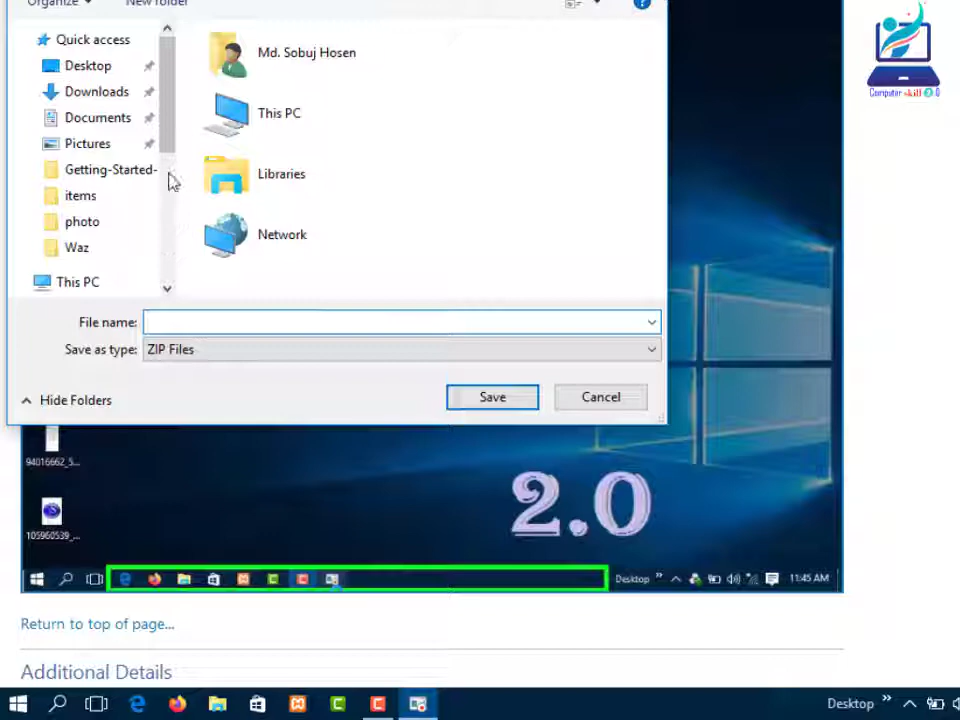 Organize
New folder
Quick access
Desktop
Downloads
Documents
Pictures
Getting-Started-
items
photo
Waz
This PC
Md. Sobuj Hosen
This PC
Libraries
Network
File name:
Save as type: ZIP Files
Hide Folders
Save
Cancel
94016662_5...
105960539_...
2.0
Desktop
11:45 AM
Return to top of page...
Additional Details
Desktop
Computer skill 2.0